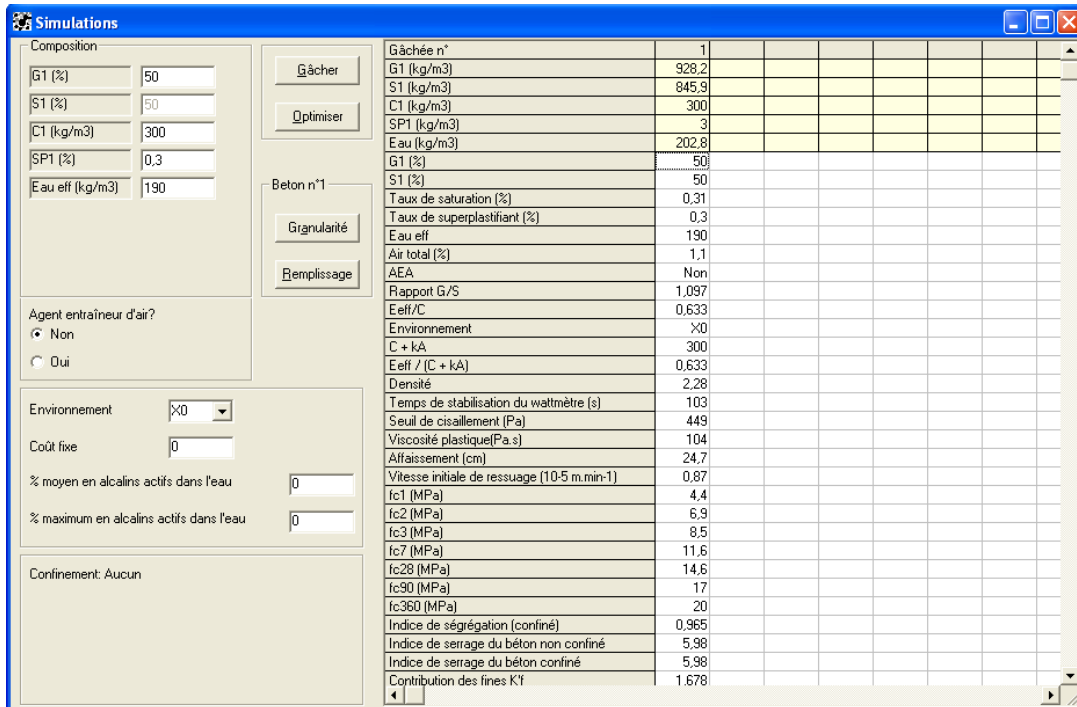 Simulations
Composition
G1 (%) 50
S1 (%) 50
C1 (kg/m3) 300
SP1 (%) 0,3
Eau eff (kg/m3) 190
Gâcher
Optimiser
Beton n°1
Granularité
Remplissage
Agent entraîneur d'air?
Non
Oui
Environnement X0
Coût fixe 0
% moyen en alcalins actifs dans l'eau 0
% maximum en alcalins actifs dans l'eau 0
Confinement: Aucun
Gâchée n° 1
G1 (kg/m3) 928,2
S1 (kg/m3) 845,9
C1 (kg/m3) 300
SP1 (kg/m3) 3
Eau (kg/m3) 202,8
G1 (%) 50
S1 (%) 50
Taux de saturation (%) 0,31
Taux de superplastifiant (%) 0,3
Eau eff 190
Air total (%) 1,1
AEA Non
Rapport G/S 1,097
Eeff/C 0,633
Environnement X0
C + kA 300
Eeff / (C + kA) 0,633
Densité 2,28
Temps de stabilisation du wattmètre (s) 103
Seuil de cisaillement (Pa) 449
Viscosité plastique(Pa.s) 104
Affaissement (cm) 24,7
Vitesse initiale de ressuage (10-5 m.min-1) 0,87
fc1 (MPa) 4,4
fc2 (MPa) 6,9
fc3 (MPa) 8,5
fc7 (MPa) 11,6
fc28 (MPa) 14,6
fc90 (MPa) 17
fc360 (MPa) 20
Indice de ségrégation (confiné) 0,965
Indice de serrage du béton non confiné 5,98
Indice de serrage du béton confiné 5,98
Contribution des fines K'f 1,678